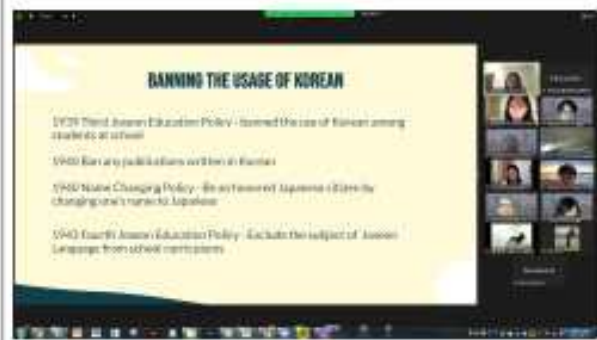 BANNING THE USAGE OF KOREAN
1939 Third Joseon Education Policy - banned the use of Korean among
students at school
1940 Ban any publications written in Korean
1940 Name Changing Policy - Be an honored Japanese citizen by
changing one's name to Japanese
1943 Fourth Joseon Education Policy - Exclude the subject of Joseon
Language from school curriculums